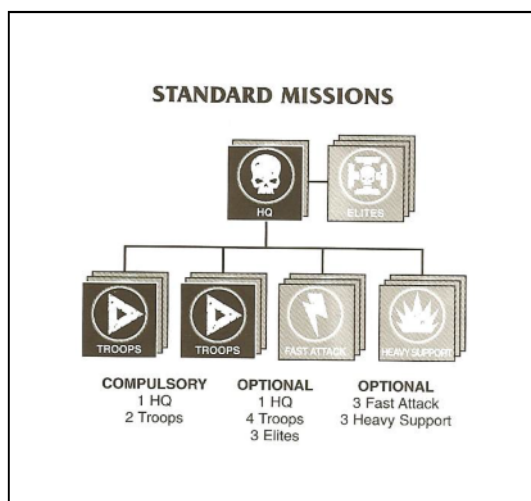 STANDARD MISSIONS
HQ
ELITES
TROOPS
TROOPS
FAST ATTACK
HEAVY SUPPORT
COMPULSORY
1 HQ
2 Troops
OPTIONAL
1 HQ
4 Troops
3 Elites
OPTIONAL
3 Fast Attack
3 Heavy Support